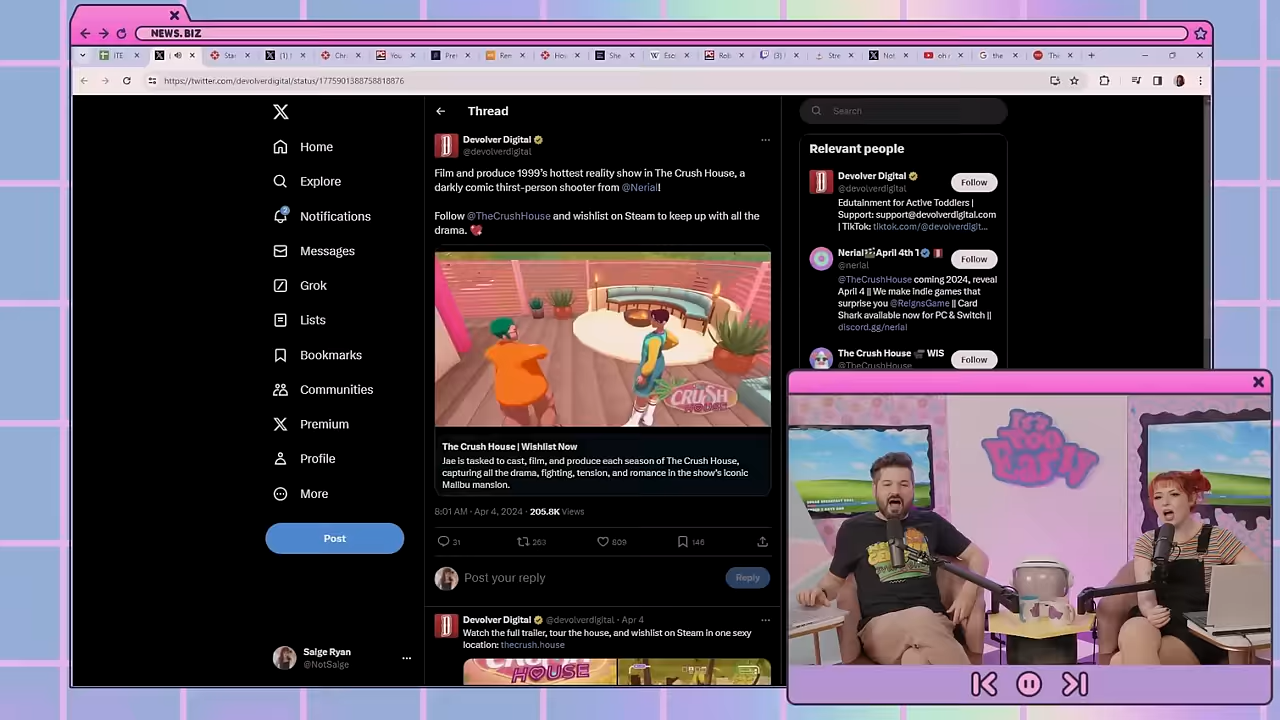 NEWS.BIZ
https://twitter.com/devolverdigital/status/1775901388758818876
Home
Explore
Notifications
Messages
Grok
Lists
Bookmarks
Communities
Premium
Profile
More
Post
Saige Ryan
@NotSaige
Thread
Devolver Digital
@devolverdigital
Film and produce 1999's hottest reality show in The Crush House, a
darkly comic thirst-person shooter from @Nerial!
Follow @TheCrushHouse and wishlist on Steam to keep up with all the
drama.
CRUSH
HOUSE
The Crush House | Wishlist Now
Jae is tasked to cast, film, and produce each season of The Crush House,
capturing all the drama, fighting, tension, and romance in the show's iconic
Malibu mansion.
8:01 AM · Apr 4, 2024 · 205.8K Views
31 263 809 146
Post your reply
Reply
Devolver Digital @devolverdigital · Apr 4
Watch the full trailer, tour the house, and wishlist on Steam in one sexy
location: thecrush.house
HOUSE
Search
Relevant people
Devolver Digital
@devolverdigital
Follow
Edutainment for Active Toddlers |
Support: support@devolverdigital.com
| TikTok: tiktok.com/@devolverdigit...
Nerial April 4th 1
@nerial
Follow
@TheCrushHouse coming 2024, reveal
April 4 || We make indie games that
surprise you @ReignsGame || Card
Shark available now for PC & Switch ||
discord.gg/nerial
The Crush House WIS
@TheCrushHouse
Follow
It's
Too
Early